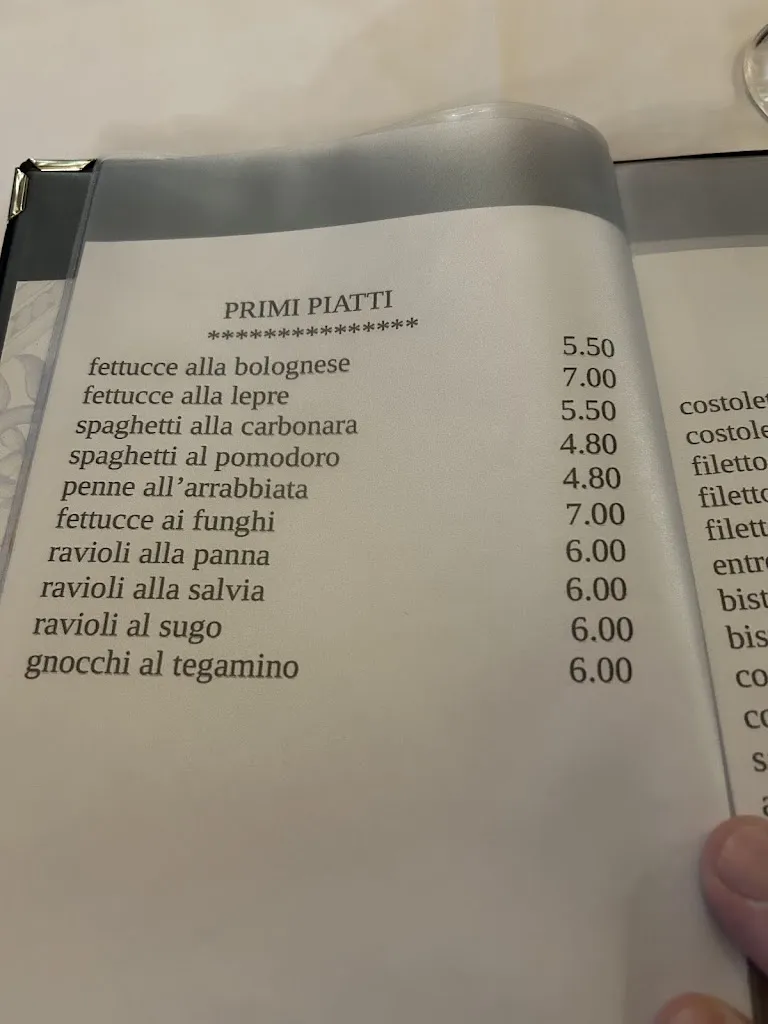 PRIMI PIATTI
***************
fettucce alla bolognese 5.50
fettucce alla lepre 7.00
spaghetti alla carbonara 5.50
spaghetti al pomodoro 4.80
penne all'arrabbiata 4.80
fettucce ai funghi 7.00
ravioli alla panna 6.00
ravioli alla salvia 6.00
ravioli al sugo 6.00
gnocchi al tegamino 6.00
filetto